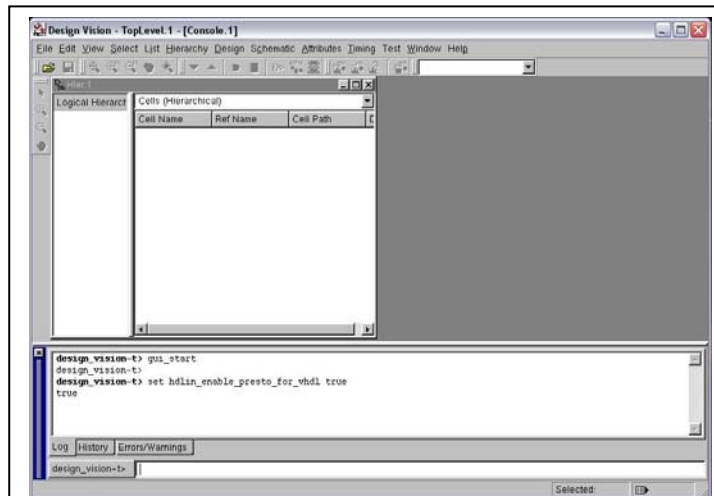 Design Vision - TopLevel.1 - [Console.1]
File Edit View Select List Hierarchy Design Schematic Attributes Timing Test Window Help
Hier.1
Logical Hierarch
Cells (Hierarchical)
Cell Name Ref Name Cell Path
design_vision-t> gui_start
design_vision-t>
design_vision-t> set hdlin_enable_presto_for_vhdl true
true
Log History Errors/Warnings
design_vision-t>
Selected: